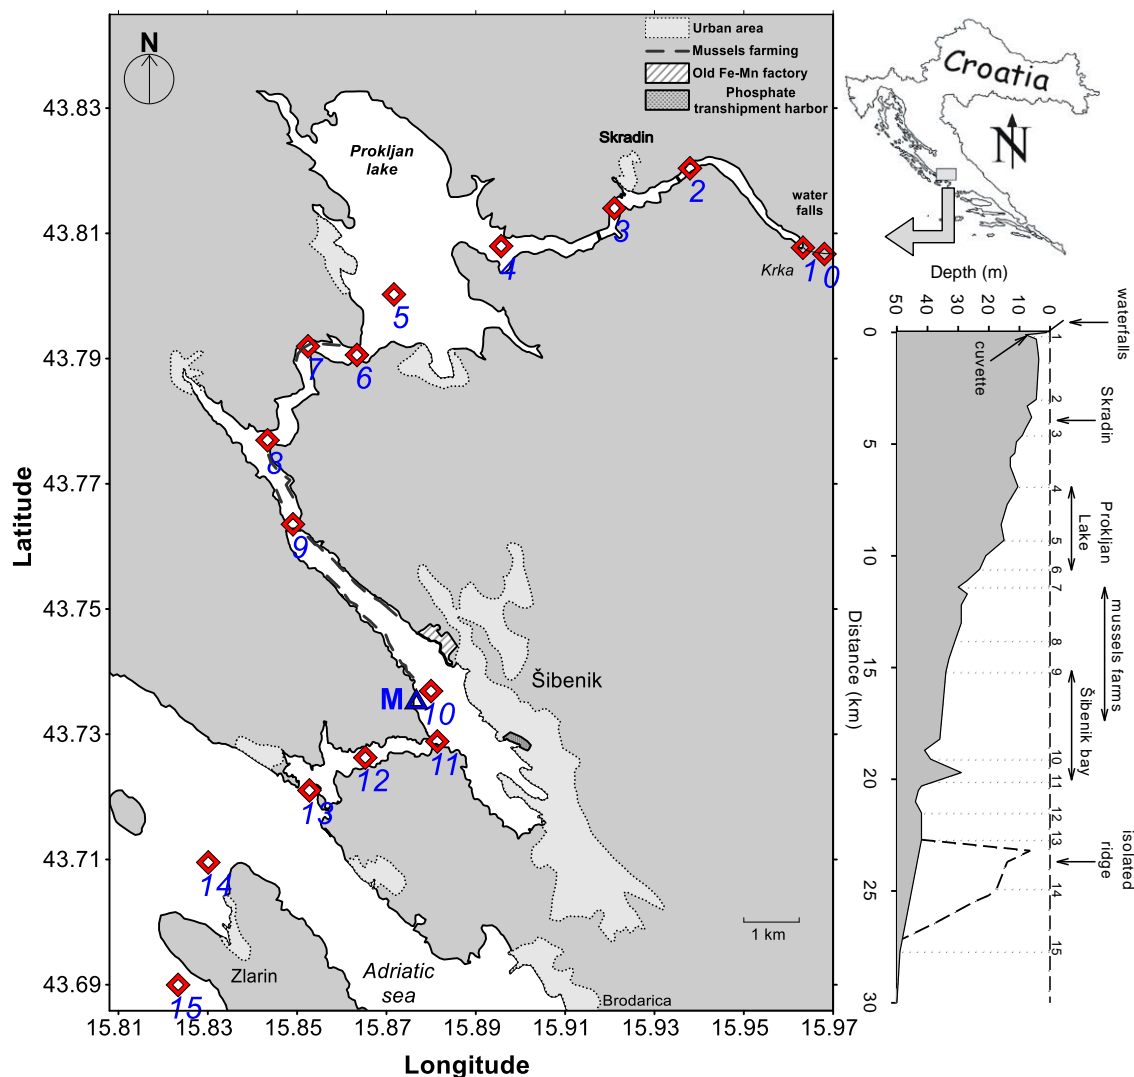 N
Urban area
Mussels farming
Old Fe-Mn factory
Phosphate
transhipment harbor
43.83
43.81
43.79
43.77
43.75
43.73
43.71
43.69
Latitude
15.81
15.83
15.85
15.87
15.89
15.91
15.93
15.95
15.97
Longitude
Prokljan
lake
Skradin
water
falls
Krka
0
1
2
3
4
5
6
7
8
9
10
M
11
12
13
14
15
Šibenik
Zlarin
Adriatic
sea
Brodarica
1 km
Croatia
N
Depth (m)
50
40
30
20
10
0
Distance (km)
0
5
10
15
20
25
30
1
2
3
4
5
6
7
8
9
10
11
12
13
14
15
waterfalls
cuvette
Skradin
Prokljan
Lake
mussels farms
Šibenik bay
isolated
ridge